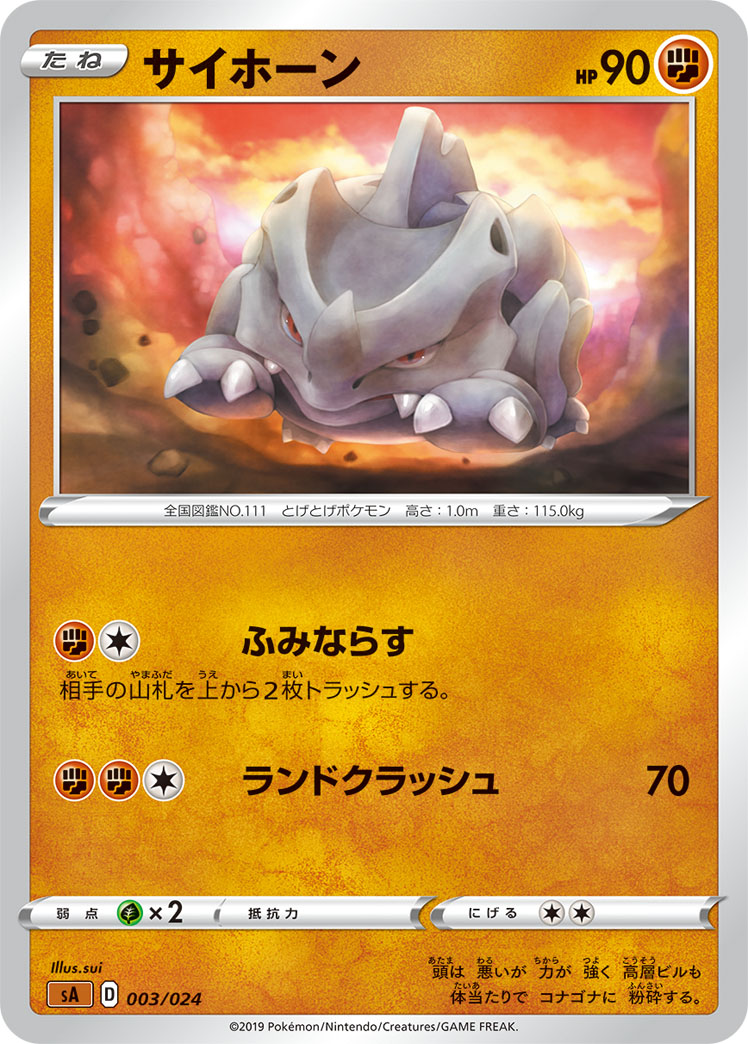 たね サイホーン HP 90
全国図鑑NO.111 とげとげポケモン 高さ:1.0m 重さ:115.0kg
ふみならす
相手の山札を上から2枚トラッシュする。
ランドクラッシュ 70
弱点 ×2 抵抗力 にげる
Illus.sui
頭は 悪いが 力が 強く 高層ビルも
sA D 003/024
体当たりで コナゴナに 粉砕する。
©2019 Pokémon/Nintendo/Creatures/GAME FREAK.